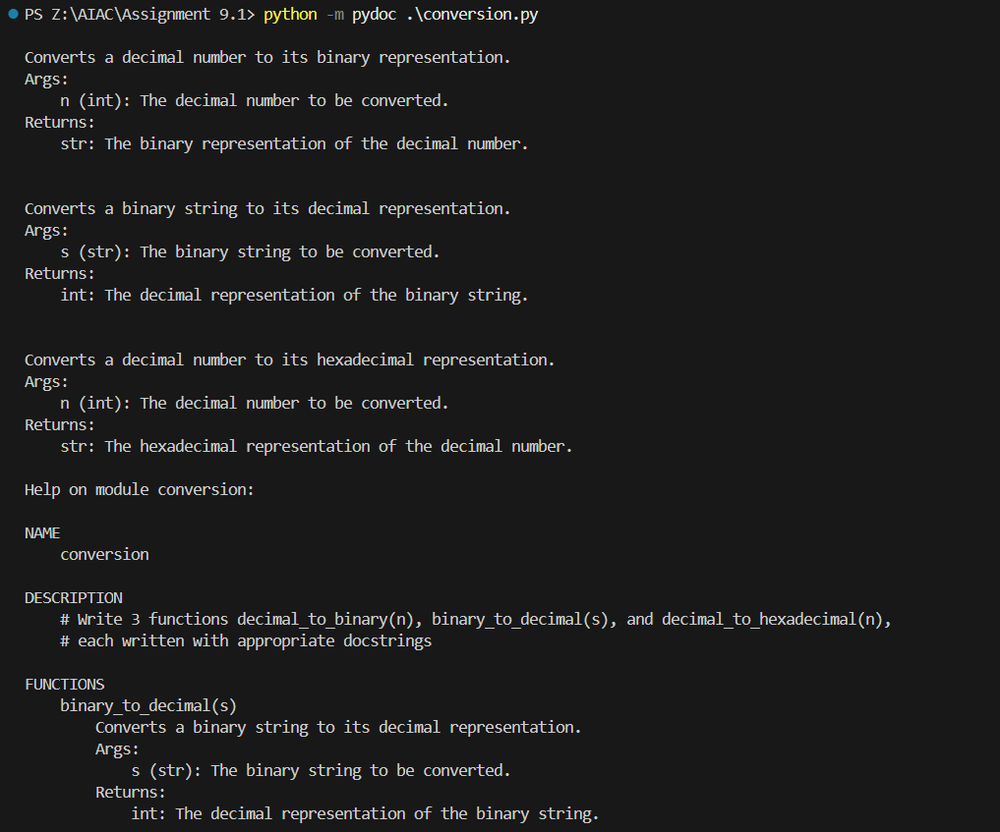 PS Z:\AIAC\Assignment 9.1> python -m pydoc .\conversion.py
Converts a decimal number to its binary representation.
Args:
    n (int): The decimal number to be converted.
Returns:
    str: The binary representation of the decimal number.
Converts a binary string to its decimal representation.
Args:
    s (str): The binary string to be converted.
Returns:
    int: The decimal representation of the binary string.
Converts a decimal number to its hexadecimal representation.
Args:
    n (int): The decimal number to be converted.
Returns:
    str: The hexadecimal representation of the decimal number.
Help on module conversion:
NAME
    conversion
DESCRIPTION
    # Write 3 functions decimal_to_binary(n), binary_to_decimal(s), and decimal_to_hexadecimal(n),
    # each written with appropriate docstrings
FUNCTIONS
    binary_to_decimal(s)
        Converts a binary string to its decimal representation.
        Args:
            s (str): The binary string to be converted.
        Returns:
            int: The decimal representation of the binary string.